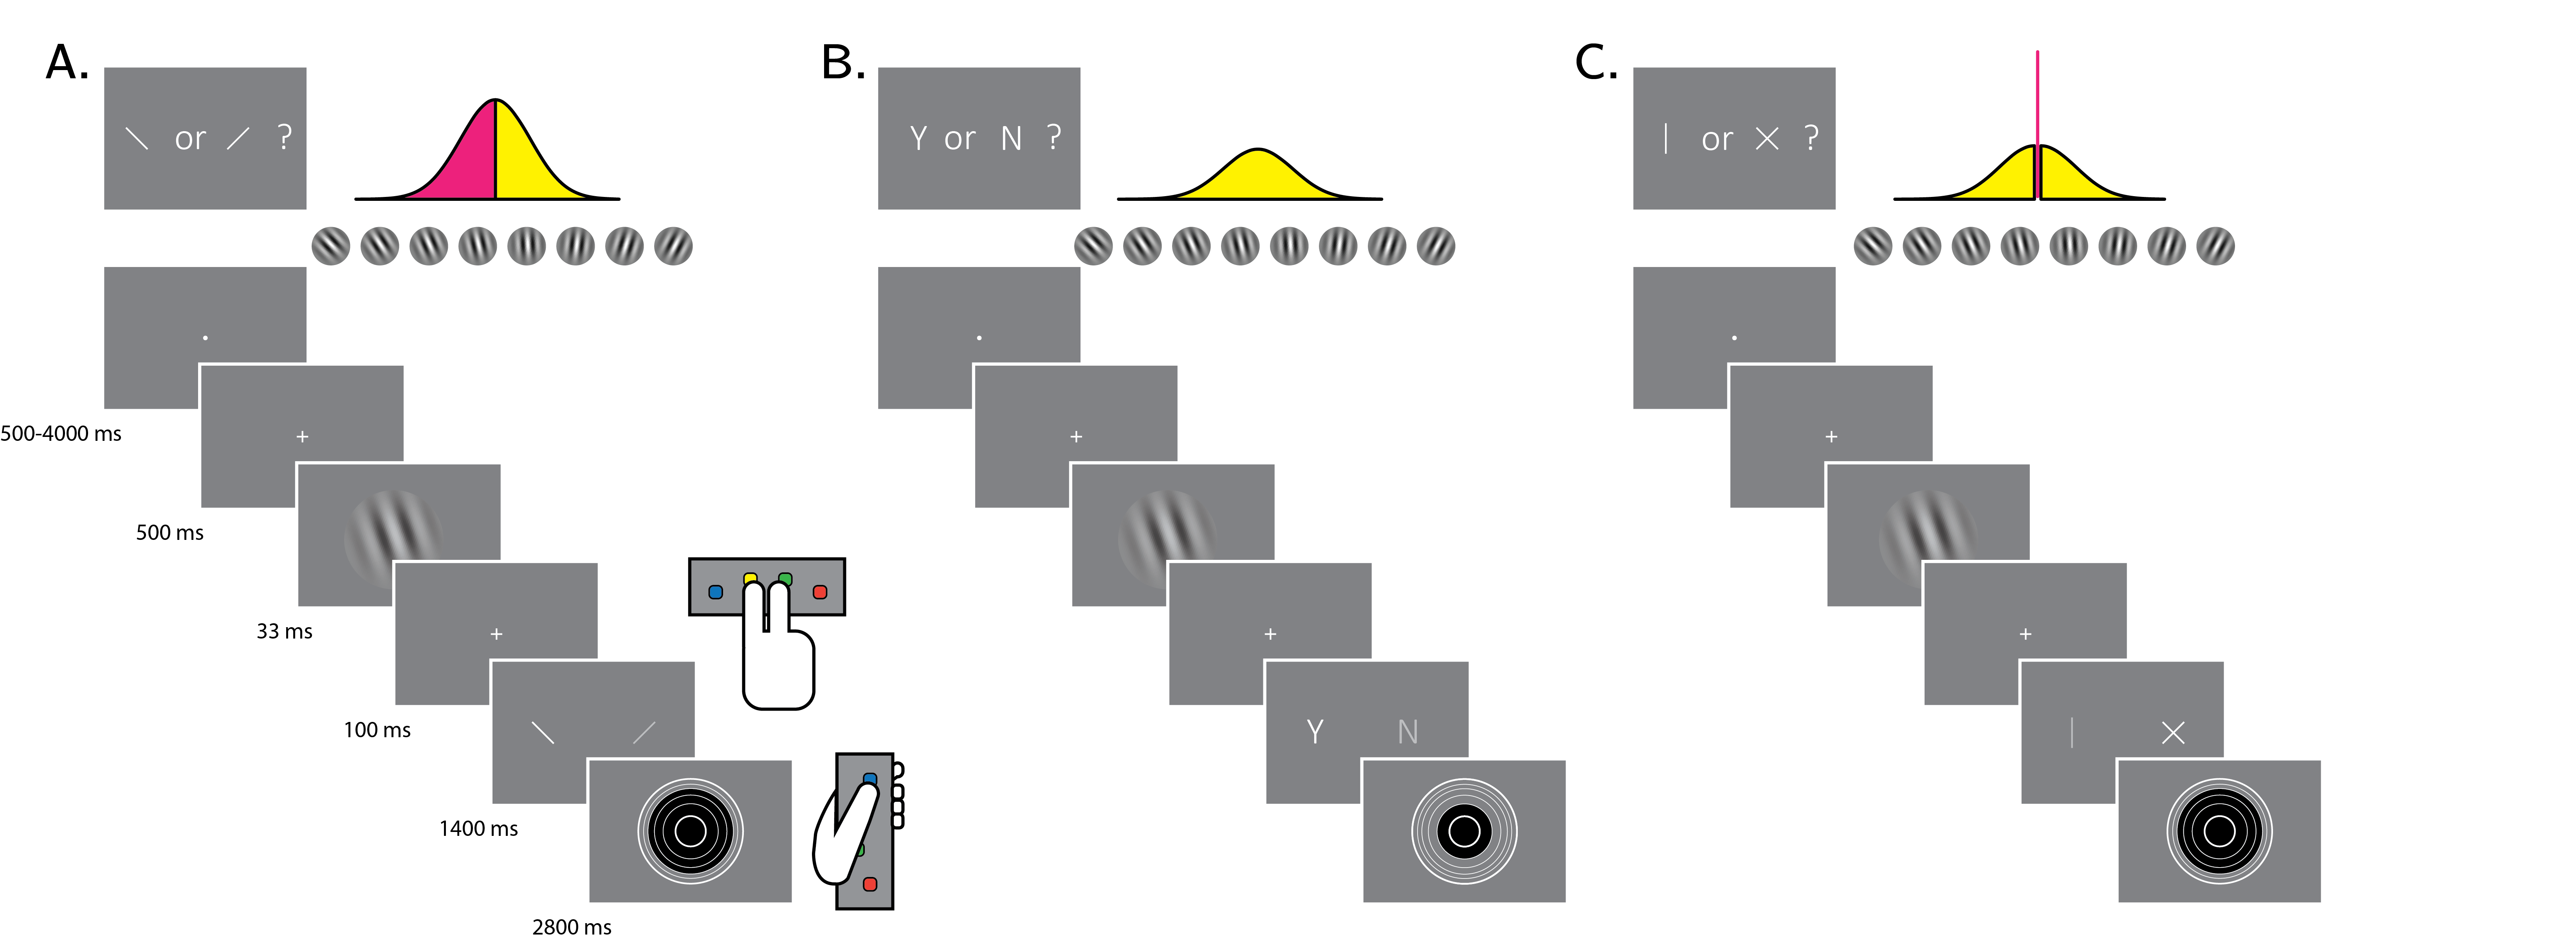 A.
\ or / ?
500-4000 ms
500 ms
33 ms
100 ms
1400 ms
2800 ms
B.
Y or N ?
Y N
C.
| or × ?